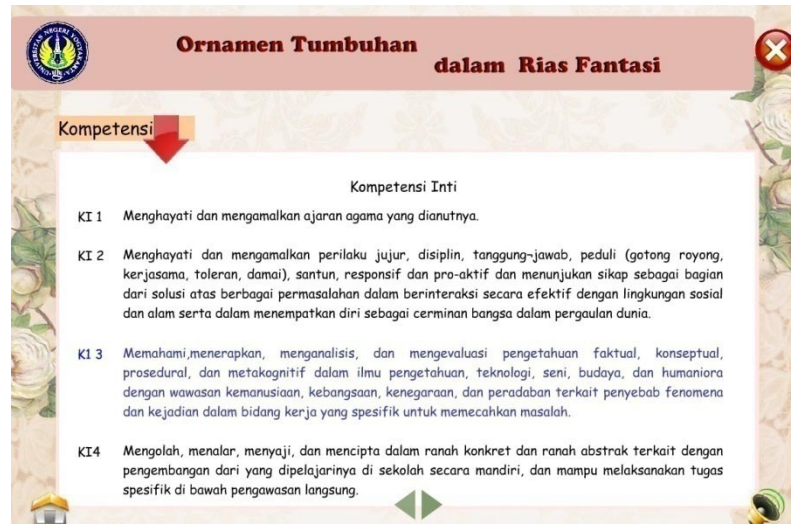 UNIVERSITAS NEGERI YOGYAKARTA
Ornamen Tumbuhan
dalam Rias Fantasi
Kompetensi
Kompetensi Inti
KI 1 Menghayati dan mengamalkan ajaran agama yang dianutnya.
KI 2 Menghayati dan mengamalkan perilaku jujur, disiplin, tanggung¬jawab, peduli (gotong royong,
kerjasama, toleran, damai), santun, responsif dan pro-aktif dan menunjukan sikap sebagai bagian
dari solusi atas berbagai permasalahan dalam berinteraksi secara efektif dengan lingkungan sosial
dan alam serta dalam menempatkan diri sebagai cerminan bangsa dalam pergaulan dunia.
K1 3 Memahami,menerapkan, menganalisis, dan mengevaluasi pengetahuan faktual, konseptual,
prosedural, dan metakognitif dalam ilmu pengetahuan, teknologi, seni, budaya, dan humaniora
dengan wawasan kemanusiaan, kebangsaan, kenegaraan, dan peradaban terkait penyebab fenomena
dan kejadian dalam bidang kerja yang spesifik untuk memecahkan masalah.
KI4 Mengolah, menalar, menyaji, dan mencipta dalam ranah konkret dan ranah abstrak terkait dengan
pengembangan dari yang dipelajarinya di sekolah secara mandiri, dan mampu melaksanakan tugas
spesifik di bawah pengawasan langsung.